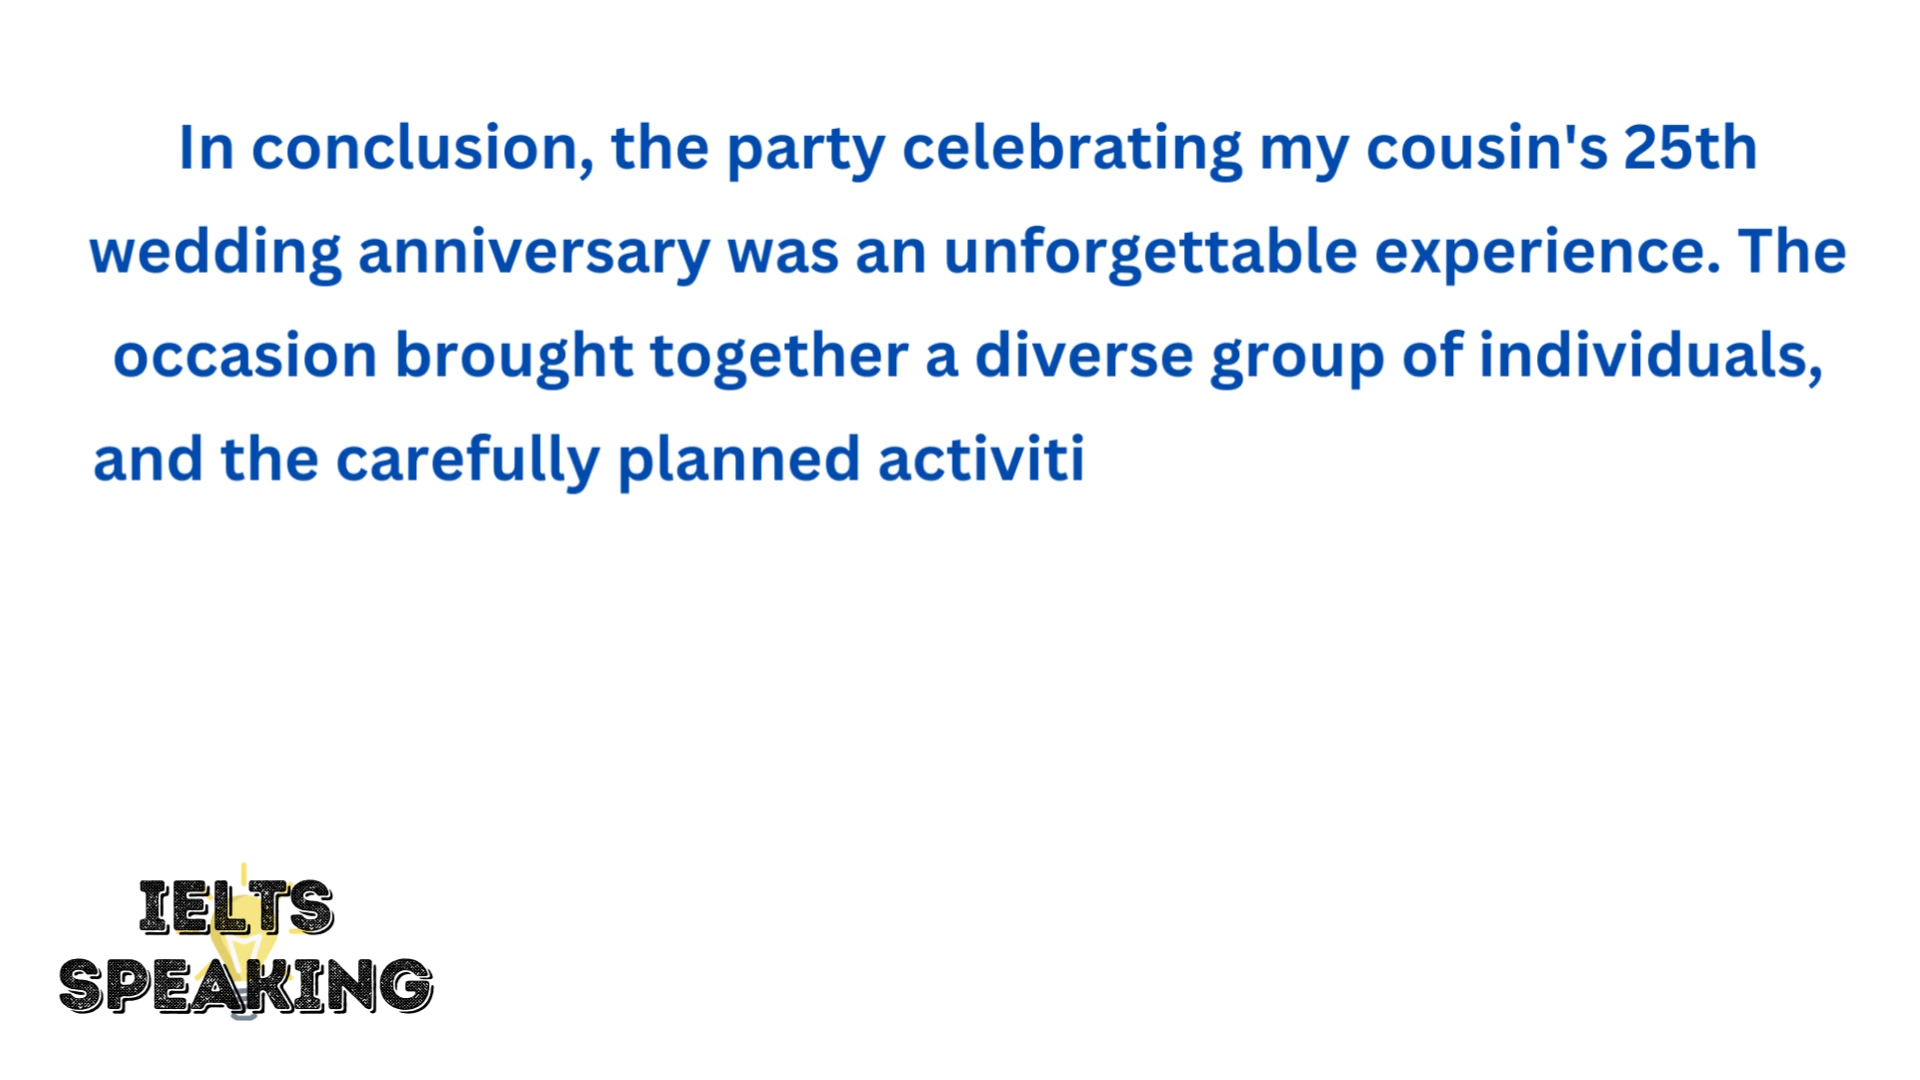 In conclusion, the party celebrating my cousin's 25th
wedding anniversary was an unforgettable experience. The
occasion brought together a diverse group of individuals,
and the carefully planned activiti
IELTS
SPEAKING